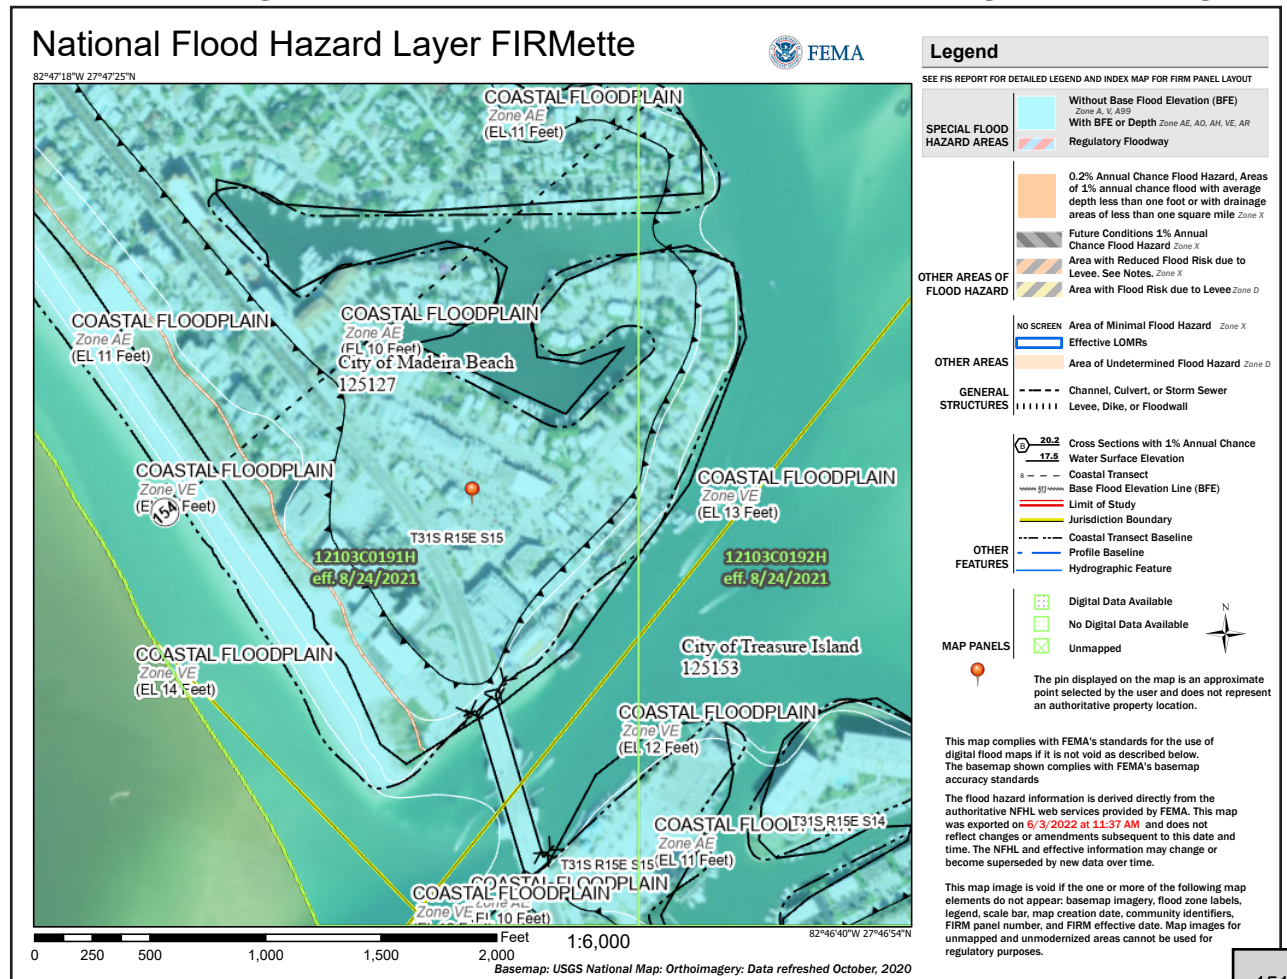 National Flood Hazard Layer FIRMette
FEMA
82°47'18"W 27°47'25"N
COASTAL FLOODPLAIN
Zone AE
(EL 11 Feet)
COASTAL FLOODPLAIN
Zone AE
(EL 11 Feet)
COASTAL FLOODPLAIN
Zone AE
(EL 10 Feet)
City of Madeira Beach
125127
COASTAL FLOODPLAIN
Zone VE
Feet)
154
COASTAL FLOODPLAIN
Zone VE
(EL 13 Feet)
T31S R15E S15
12103C0191H
eff. 8/24/2021
12103C0192H
eff. 8/24/2021
COASTAL FLOODPLAIN
Zone VE
(EL 14 Feet)
City of Treasure Island
125153
COASTAL FLOODPLAIN
Zone VE
(EL 12 Feet)
T31S R15E S14
Zone AE
(EL 11 Feet)
T31S R15E S15
COASTAL FLOODPLAIN
COASTAL FLOODPLAIN
Zone VE
(EL 10 Feet)
82°46'40"W 27°46'54"N
Feet
1:6,000
0 250 500 1,000 1,500 2,000
Basemap: USGS National Map: Orthoimagery: Data refreshed October, 2020
Legend
SEE FIS REPORT FOR DETAILED LEGEND AND INDEX MAP FOR FIRM PANEL LAYOUT
SPECIAL FLOOD
HAZARD AREAS
Without Base Flood Elevation (BFE)
Zone A, V, A99
With BFE or Depth Zone AE, AO, AH, VE, AR
Regulatory Floodway
0.2% Annual Chance Flood Hazard, Areas
of 1% annual chance flood with average
depth less than one foot or with drainage
areas of less than one square mile Zone X
Future Conditions 1% Annual
Chance Flood Hazard Zone X
Area with Reduced Flood Risk due to
Levee. See Notes. Zone X
Area with Flood Risk due to Levee Zone D
OTHER AREAS OF
FLOOD HAZARD
NO SCREEN Area of Minimal Flood Hazard Zone X
Effective LOMRs
OTHER AREAS
Area of Undetermined Flood Hazard Zone D
GENERAL
STRUCTURES
Channel, Culvert, or Storm Sewer
Levee, Dike, or Floodwall
B 20.2 Cross Sections with 1% Annual Chance
17.5 Water Surface Elevation
8 Coastal Transect
Base Flood Elevation Line (BFE)
Limit of Study
Jurisdiction Boundary
Coastal Transect Baseline
OTHER
FEATURES
Profile Baseline
Hydrographic Feature
MAP PANELS
Digital Data Available
No Digital Data Available
Unmapped
N
The pin displayed on the map is an approximate
point selected by the user and does not represent
an authoritative property location.
This map complies with FEMA's standards for the use of
digital flood maps if it is not void as described below.
The basemap shown complies with FEMA's basemap
accuracy standards
The flood hazard information is derived directly from the
authoritative NFHL web services provided by FEMA. This map
was exported on 6/3/2022 at 11:37 AM and does not
reflect changes or amendments subsequent to this date and
time. The NFHL and effective information may change or
become superseded by new data over time.
This map image is void if the one or more of the following map
elements do not appear: basemap imagery, flood zone labels,
legend, scale bar, map creation date, community identifiers,
FIRM panel number, and FIRM effective date. Map images for
unmapped and unmodernized areas cannot be used for
regulatory purposes.